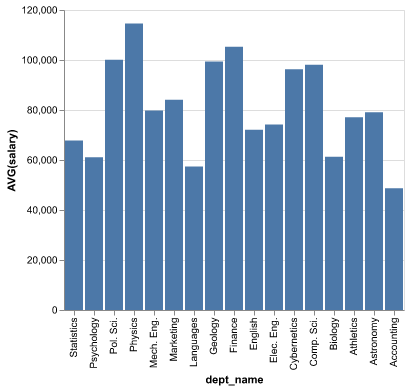 120,000
100,000
80,000
60,000
40,000
20,000
0
AVG(salary)
Statistics
Psychology
Pol. Sci.
Physics
Mech. Eng.
Marketing
Languages
Geology
Finance
English
Elec. Eng.
Cybernetics
Comp. Sci.
Biology
Athletics
Astronomy
Accounting
dept_name